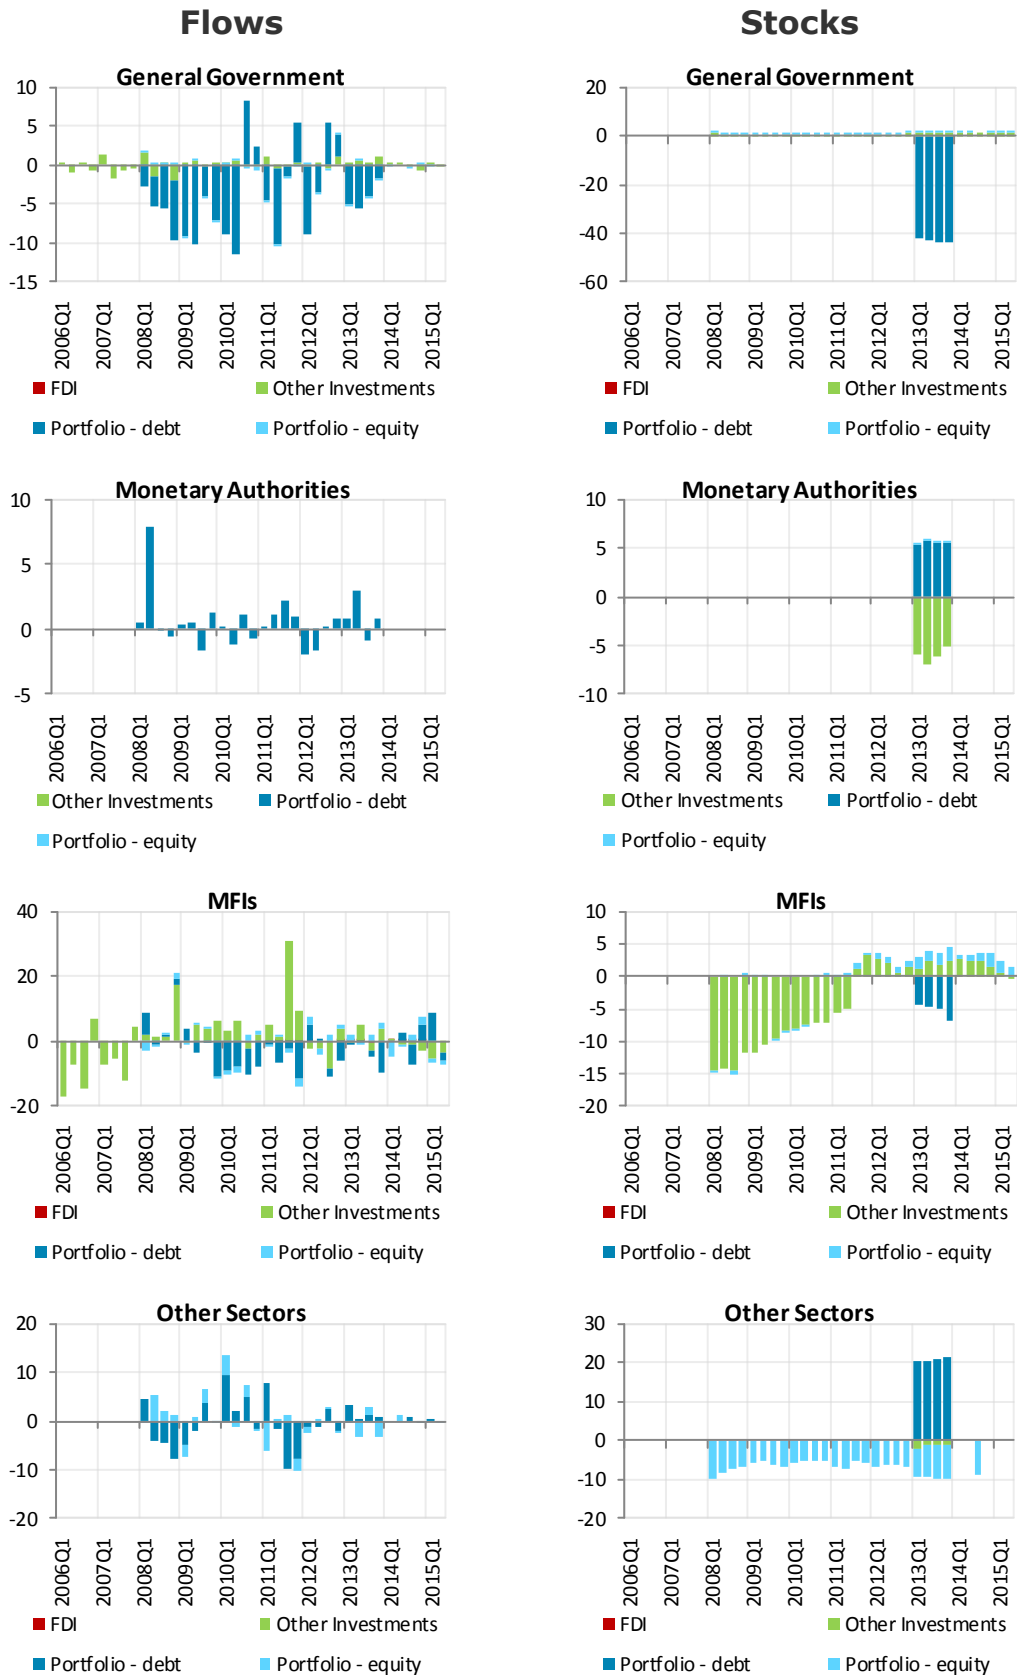 Flows
Stocks
General Government
10
5
0
-5
-10
-15
2006Q1
2007Q1
2008Q1
2009Q1
2010Q1
2011Q1
2012Q1
2013Q1
2014Q1
2015Q1
FDI
Other Investments
Portfolio - debt
Portfolio - equity
General Government
20
0
-20
-40
-60
2006Q1
2007Q1
2008Q1
2009Q1
2010Q1
2011Q1
2012Q1
2013Q1
2014Q1
2015Q1
FDI
Other Investments
Portfolio - debt
Portfolio - equity
Monetary Authorities
10
5
0
-5
2006Q1
2007Q1
2008Q1
2009Q1
2010Q1
2011Q1
2012Q1
2013Q1
2015Q1
Other Investments
Portfolio - debt
Portfolio - equity
Monetary Authorities
10
5
0
-5
-10
2006Q1
2007Q1
2008Q1
2009Q1
2010Q1
2011Q1
2012Q1
2013Q1
2014Q1
2015Q1
Other Investments
Portfolio - debt
Portfolio - equity
MFIs
40
20
0
-20
2006Q1
2007Q1
2008Q1
2009Q1
2010Q1
2011Q1
2012Q1
2013Q1
2014Q1
2015Q1
FDI
Other Investments
Portfolio - debt
Portfolio - equity
MFIs
10
5
0
-5
-10
-15
-20
2006Q1
2007Q1
2008Q1
2009Q1
2010Q1
2011Q1
2012Q1
2013Q1
2014Q1
2015Q1
FDI
Other Investments
Portfolio - debt
Portfolio - equity
Other Sectors
20
10
0
-10
-20
2006Q1
2007Q1
2008Q1
2009Q1
2010Q1
2011Q1
2012Q1
2013Q1
2014Q1
2015Q1
FDI
Other Investments
Portfolio - debt
Portfolio - equity
Other Sectors
30
20
10
0
-10
-20
2006Q1
2007Q1
2008Q1
2009Q1
2010Q1
2011Q1
2012Q1
2013Q1
2014Q1
2015Q1
FDI
Other Investments
Portfolio - debt
Portfolio - equity